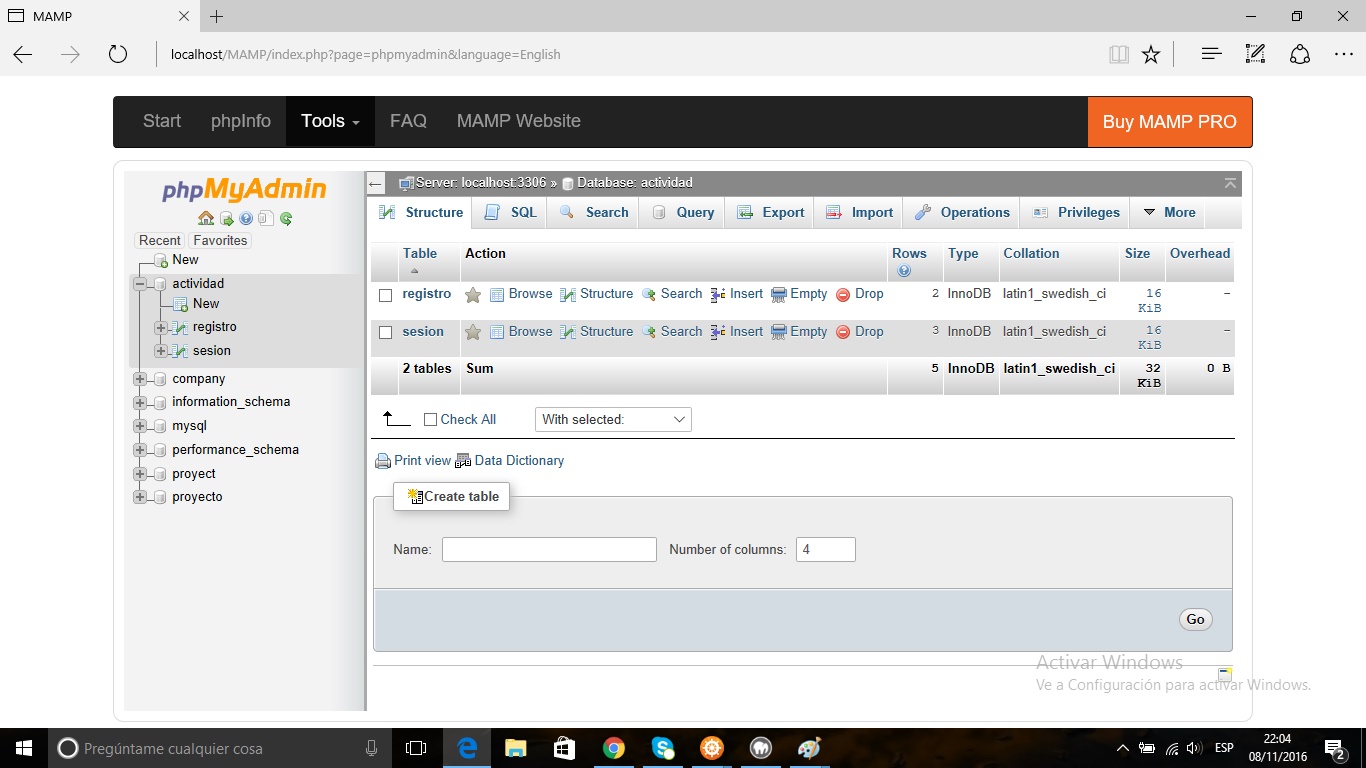 MAMP
localhost/MAMP/index.php?page=phpmyadmin&language=English
Start phpInfo Tools FAQ MAMP Website Buy MAMP PRO
phpMyAdmin
Recent Favorites
New
actividad
New
registro
sesion
company
information_schema
mysql
performance_schema
proyect
proyecto
Server: localhost:3306 » Database: actividad
Structure SQL Search Query Export Import Operations Privileges More
Table Action Rows Type Collation Size Overhead
registro Browse Structure Search Insert Empty Drop 2 InnoDB latin1_swedish_ci 16 KiB -
sesion Browse Structure Search Insert Empty Drop 3 InnoDB latin1_swedish_ci 16 KiB -
2 tables Sum 5 InnoDB latin1_swedish_ci 32 KiB 0 B
Check All With selected:
Print view Data Dictionary
Create table
Name: Number of columns: 4
Go
Activar Windows
Ve a Configuración para activar Windows.
Pregúntame cualquier cosa
ESP
22:04
08/11/2016
2